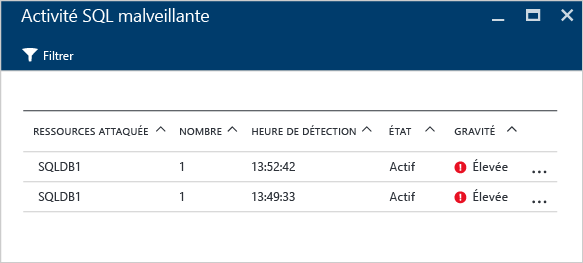 Activité SQL malveillante
Filtrer
RESSOURCES ATTAQUÉE NOMBRE HEURE DE DÉTECTION ÉTAT GRAVITÉ
SQLDB1 1 13:52:42 Actif Élevée ...
SQLDB1 1 13:49:33 Actif Élevée ...